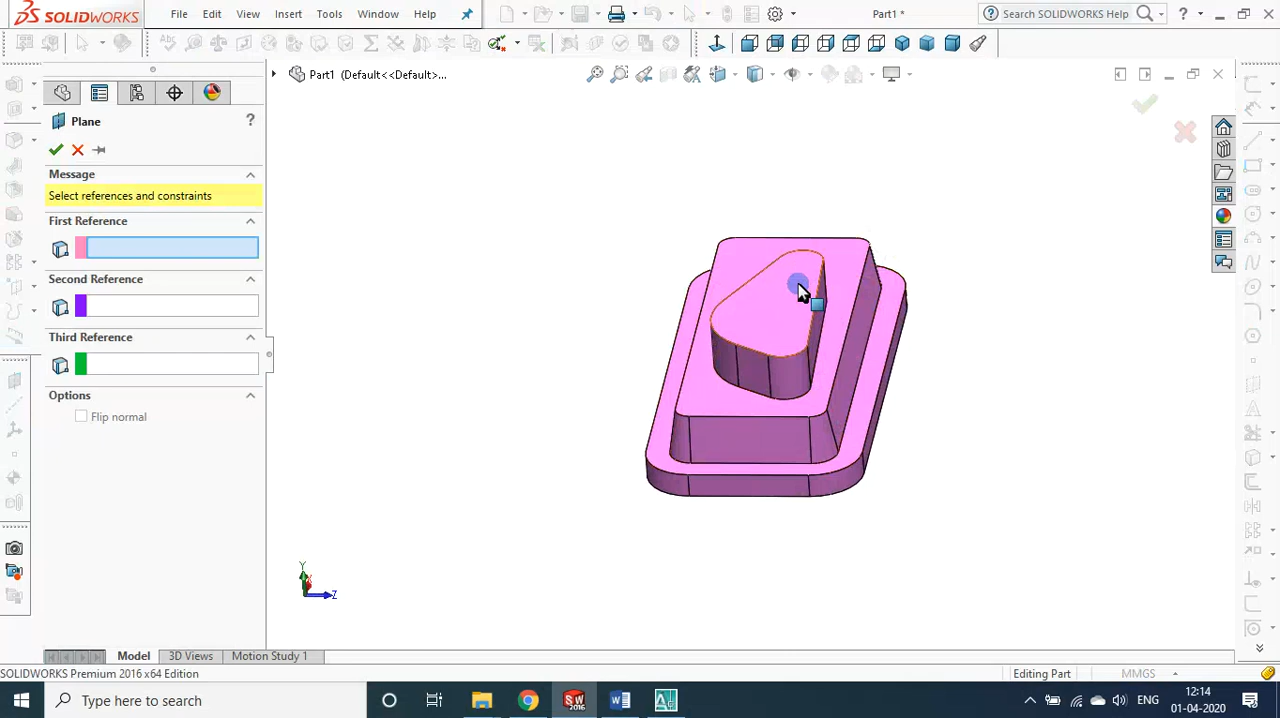 SOLIDWORKS File Edit View Insert Tools Window Help Part1 * Search SOLIDWORKS Help ?
Part1 (Default<<Default>...
Plane ?
Message
Select references and constraints
First Reference
Second Reference
Third Reference
Options
Flip normal
Y
Z
Model 3D Views Motion Study 1
SOLIDWORKS Premium 2016 x64 Edition Editing Part MMGS
Type here to search SW 2016 W ENG 12:14
01-04-2020